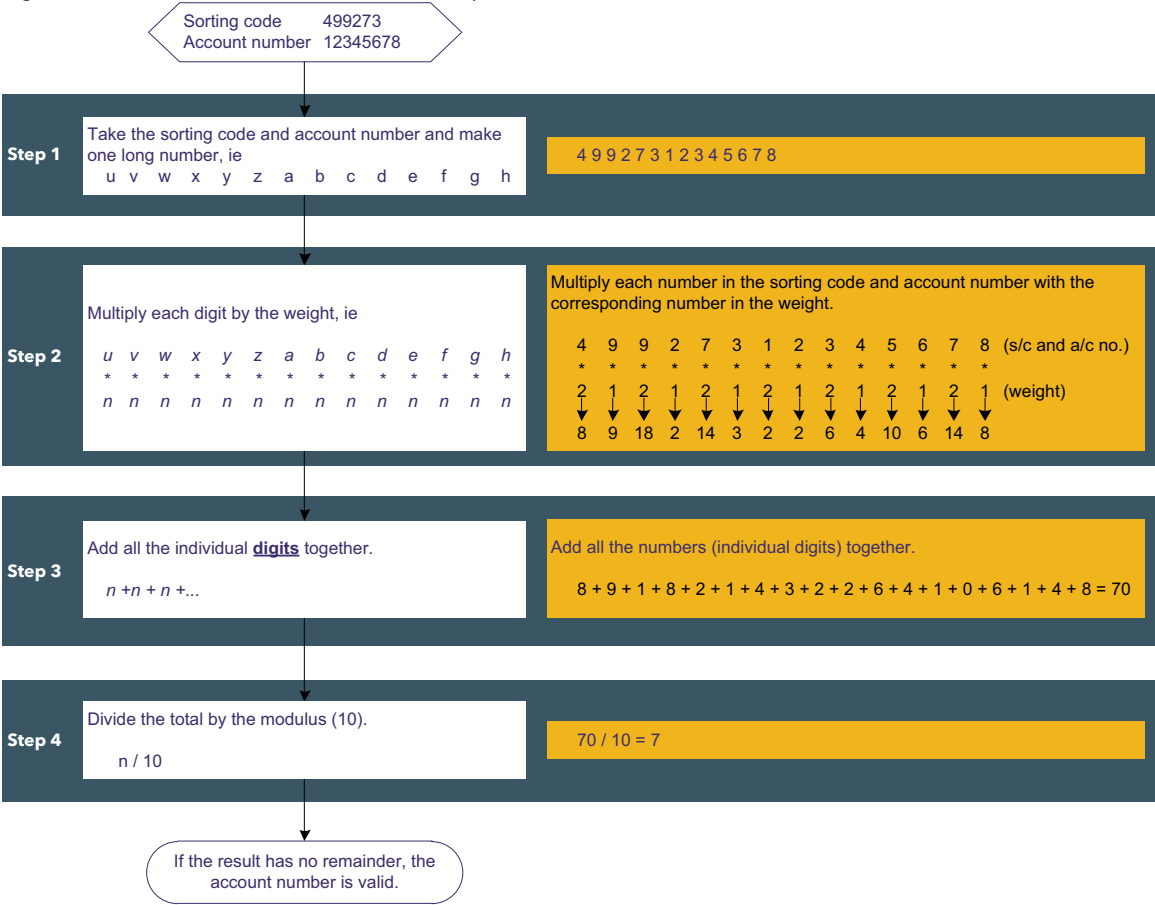 Sorting code 499273
Account number 12345678
Step 1
Take the sorting code and account number and make
one long number, ie
u v w x y z a b c d e f g h
4 9 9 2 7 3 1 2 3 4 5 6 7 8
Step 2
Multiply each digit by the weight, ie
u v w x y z a b c d e f g h
* * * * * * * * * * * * * *
n n n n n n n n n n n n n n
Multiply each number in the sorting code and account number with the
corresponding number in the weight.
4 9 9 2 7 3 1 2 3 4 5 6 7 8 (s/c and a/c no.)
* * * * * * * * * * * * * *
2 1 2 1 2 1 2 1 2 1 2 1 2 1 (weight)
8 9 18 2 14 3 2 2 6 4 10 6 14 8
Step 3
Add all the individual digits together.
n +n + n +...
Add all the numbers (individual digits) together.
8 + 9 + 1 + 8 + 2 + 1 + 4 + 3 + 2 + 2 + 6 + 4 + 1 + 0 + 6 + 1 + 4 + 8 = 70
Step 4
Divide the total by the modulus (10).
n / 10
70 / 10 = 7
If the result has no remainder, the
account number is valid.